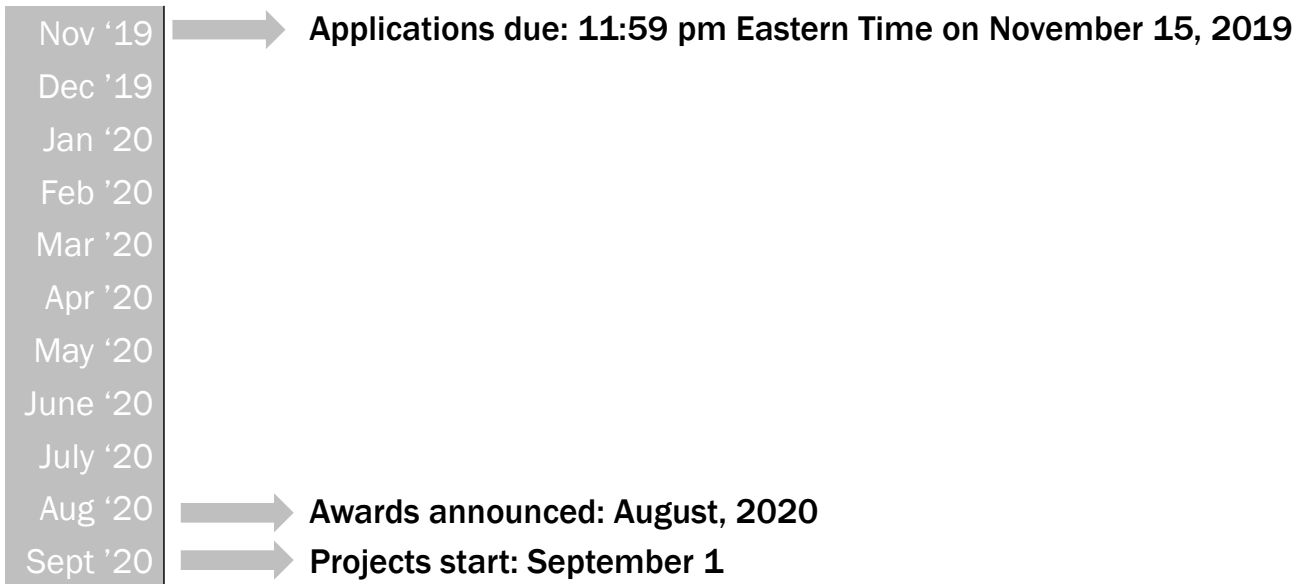 Nov ‘19 Applications due: 11:59 pm Eastern Time on November 15, 2019
Dec ’19
Jan ‘20
Feb ’20
Mar ‘20
Apr ’20
May ‘20
June ‘20
July ‘20
Aug ‘20 Awards announced: August, 2020
Sept ’20 Projects start: September 1